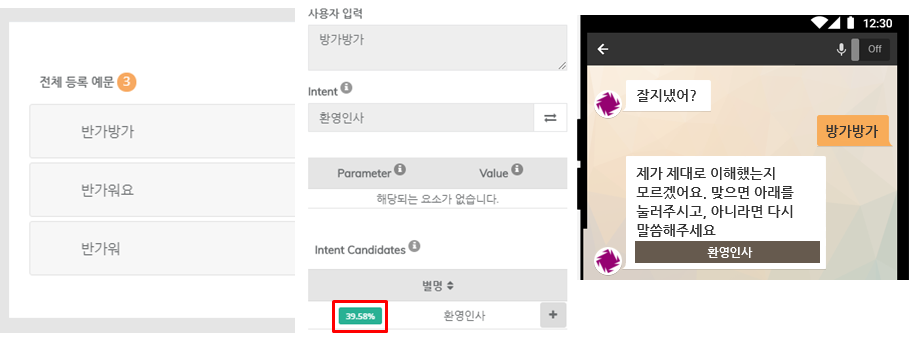 전체 등록 예문 3
반가방가
반가워요
반가워
사용자 입력
방가방가
Intent
환영인사
Parameter Value
해당되는 요소가 없습니다.
Intent Candidates
별명
39.58% 환영인사 +
12:30
Off
잘지냈어?
방가방가
제가 제대로 이해했는지
모르겠어요. 맞으면 아래를
눌러주시고, 아니라면 다시
말씀해주세요
환영인사